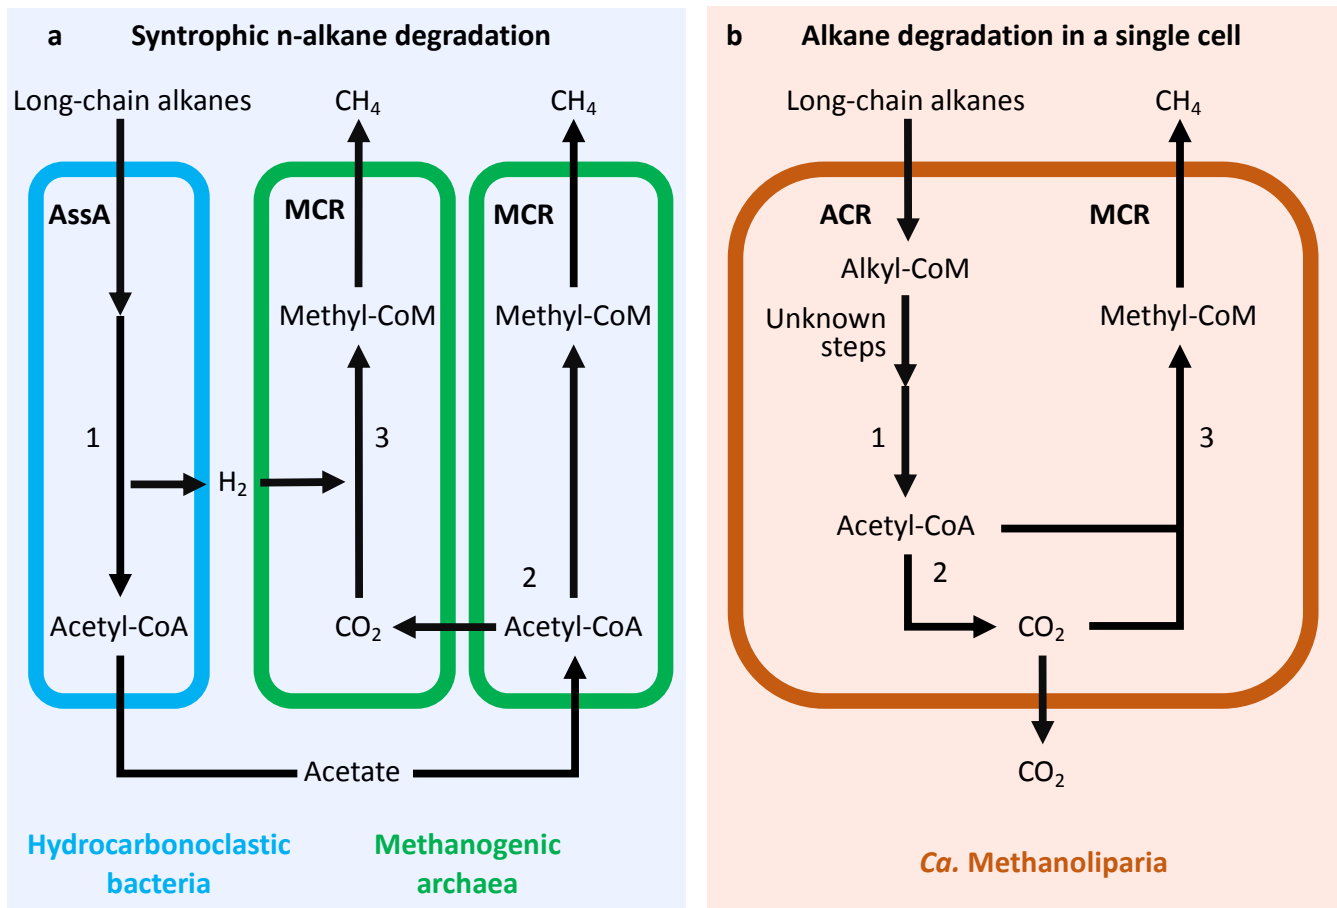 a Syntrophic n-alkane degradation
Long-chain alkanes
CH₄
CH₄
AssA
MCR
MCR
Methyl-CoM
Methyl-CoM
1
3
H₂
2
Acetyl-CoA
CO₂
Acetyl-CoA
Acetate
Hydrocarbonoclastic
bacteria
Methanogenic
archaea
b Alkane degradation in a single cell
Long-chain alkanes
CH₄
ACR
MCR
Alkyl-CoM
Unknown
steps
Methyl-CoM
1
3
Acetyl-CoA
2
CO₂
CO₂
Ca. Methanoliparia